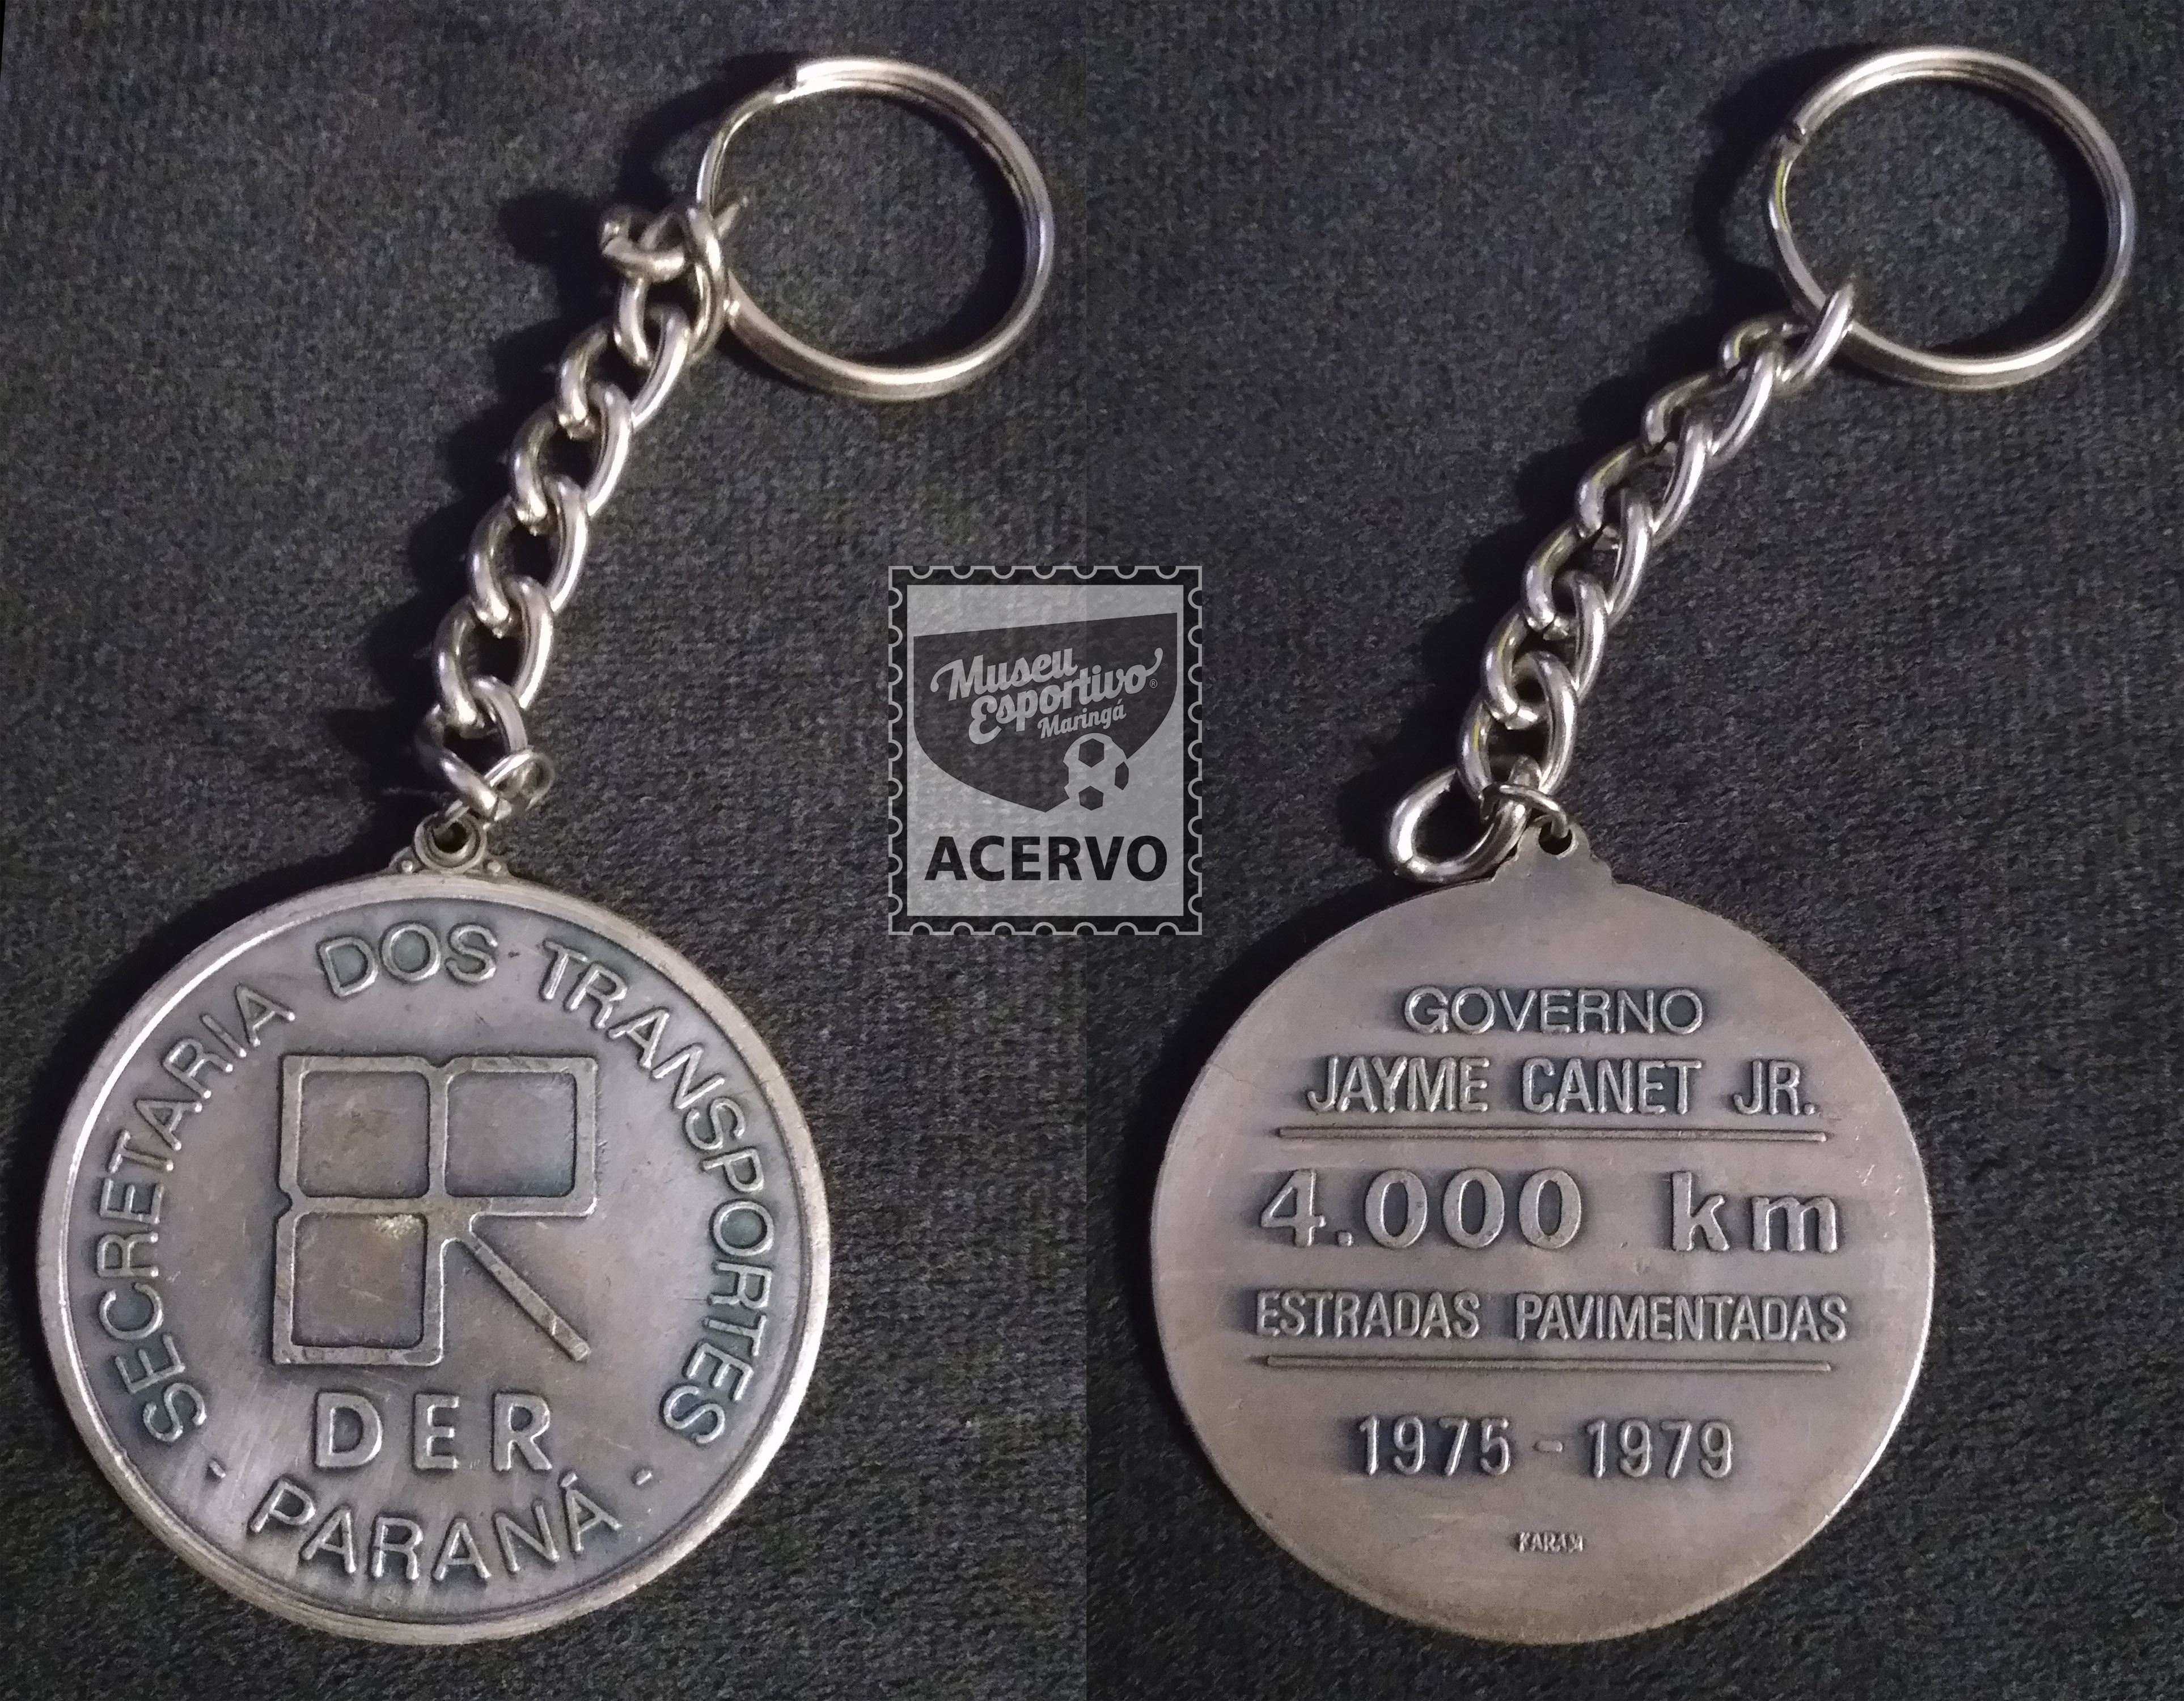 SECRETARIA DOS TRANSPORTES
DER
- PARANÁ -
Museu
Esportivo®
Maringá
ACERVO
GOVERNO
JAYME CANET JR.
4.000 km
ESTRADAS PAVIMENTADAS
1975 - 1979
KARAM